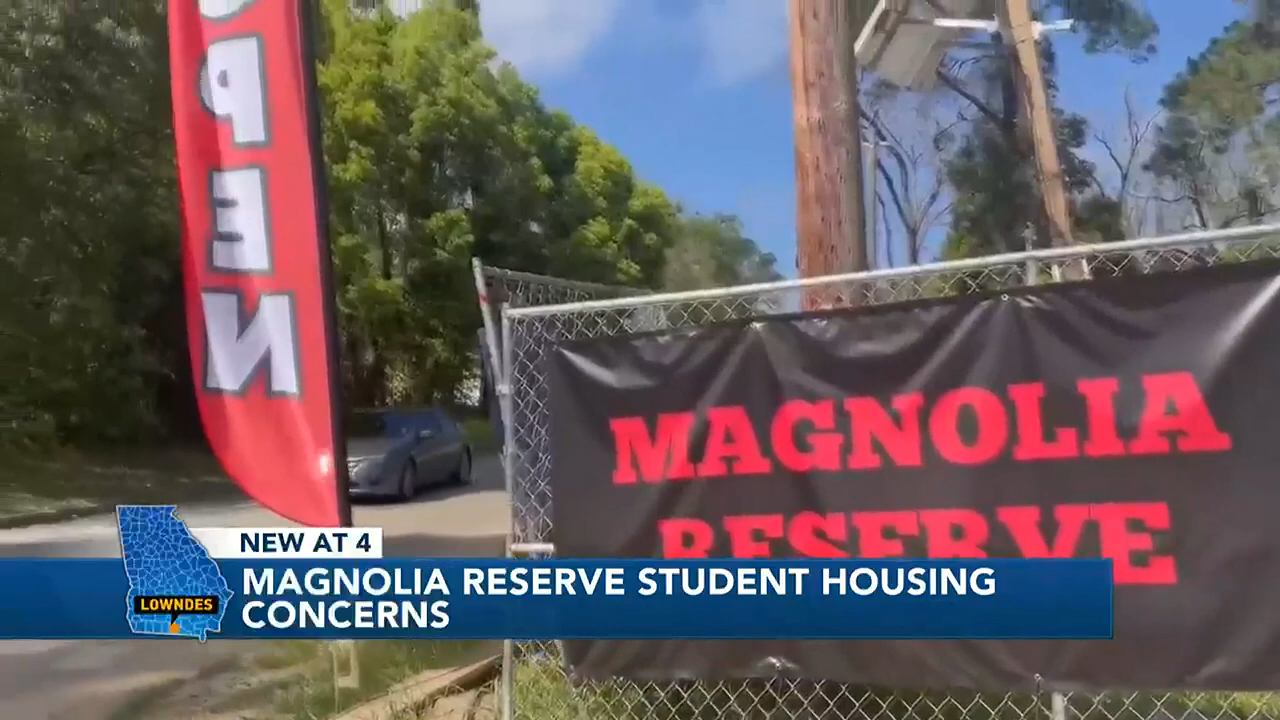 OPEN
MAGNOLIA
RESERVE
NEW AT 4
MAGNOLIA RESERVE STUDENT HOUSING
CONCERNS
LOWNDES